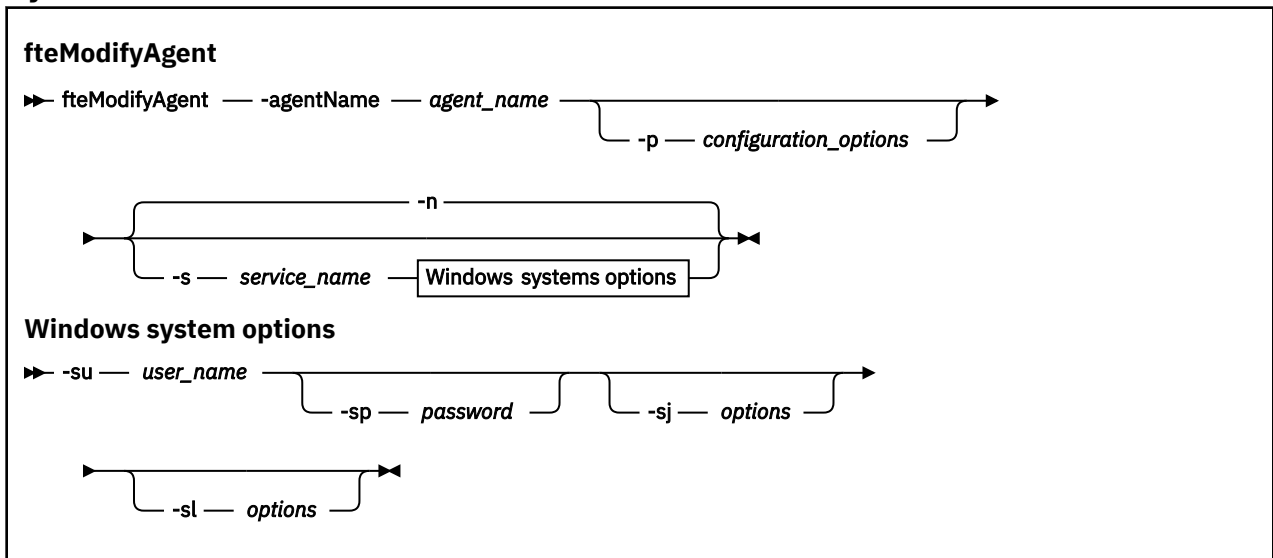 fteModifyAgent
fteModifyAgent -agentName agent_name
-p configuration_options
-n
-s service_name Windows systems options
Windows system options
-su user_name
-sp password -sj options
-sl options